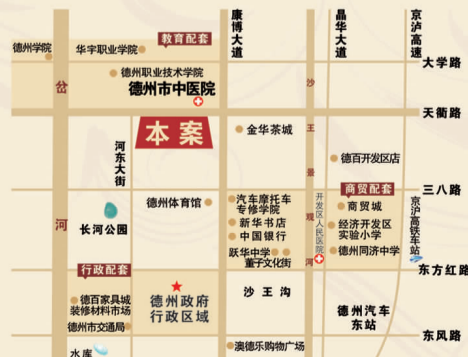 康博大道
晶华大道
京沪高速
教育配套
德州学院
华宇职业学院
大学路
德州职业技术学院
德州市中医院
岔
河
沙
王
景
观
河
天衢路
本案
金华茶城
河东大街
德百开发区店
商贸配套
三八路
德州体育馆
汽车摩托车
专修学院
新华书店
中国银行
跃华中学
董子文化街
开发区人民医院
商贸城
经济开发区
实验小学
德州同济中学
京沪高铁车站
长河公园
行政配套
东方红路
德百家具城
装修材料市场
德州市交通局
德州政府
行政区域
沙王沟
德州汽车
东站
东风路
水库
澳德乐购物广场